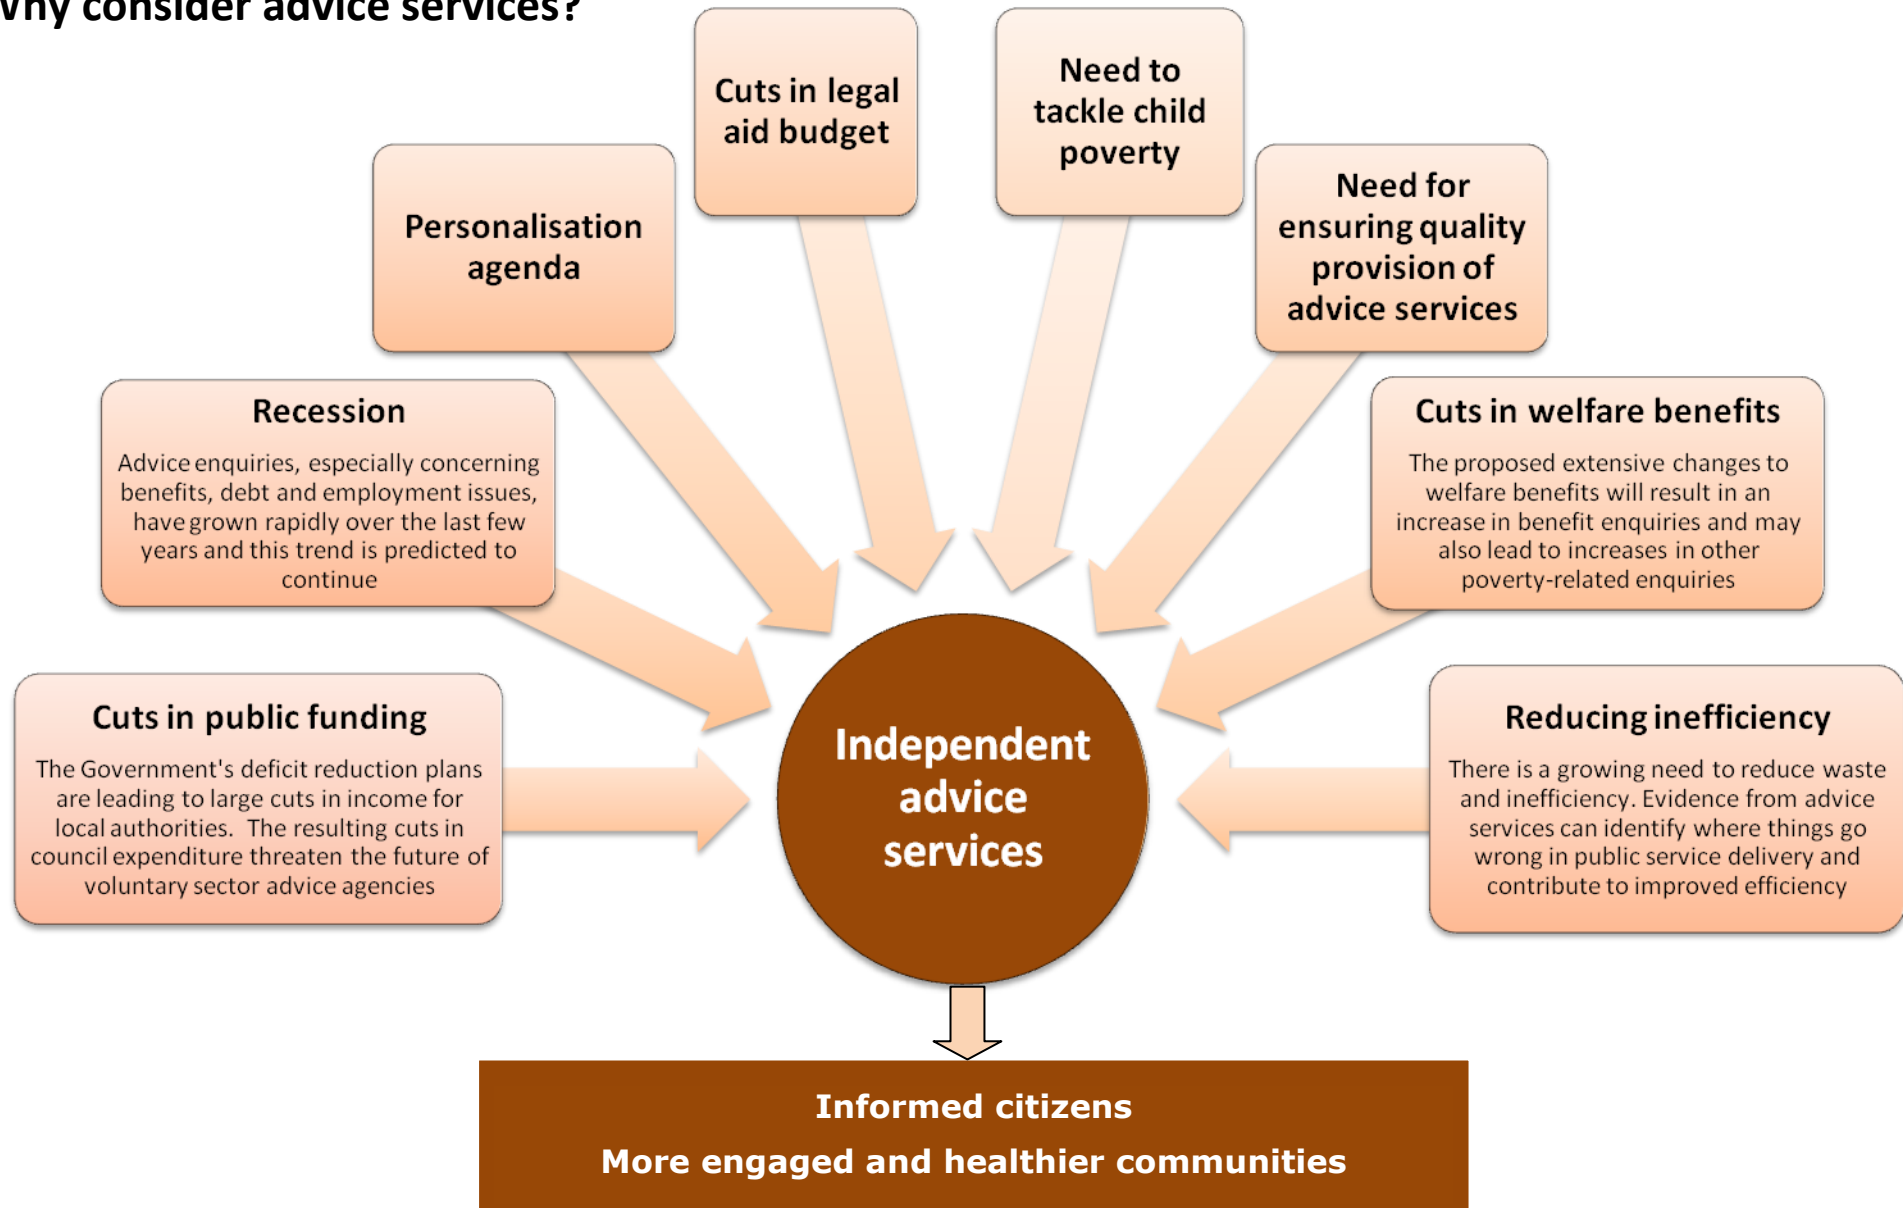 Why consider advice services?
Cuts in legal
aid budget
Need to
tackle child
poverty
Personalisation
agenda
Need for
ensuring quality
provision of
advice services
Recession
Advice enquiries, especially concerning
benefits, debt and employment issues,
have grown rapidly over the last few
years and this trend is predicted to
continue
Cuts in welfare benefits
The proposed extensive changes to
welfare benefits will result in an
increase in benefit enquiries and may
also lead to increases in other
poverty-related enquiries
Cuts in public funding
The Government's deficit reduction plans
are leading to large cuts in income for
local authorities. The resulting cuts in
council expenditure threaten the future of
voluntary sector advice agencies
Independent
advice
services
Reducing inefficiency
There is a growing need to reduce waste
and inefficiency. Evidence from advice
services can identify where things go
wrong in public service delivery and
contribute to improved efficiency
Informed citizens
More engaged and healthier communities